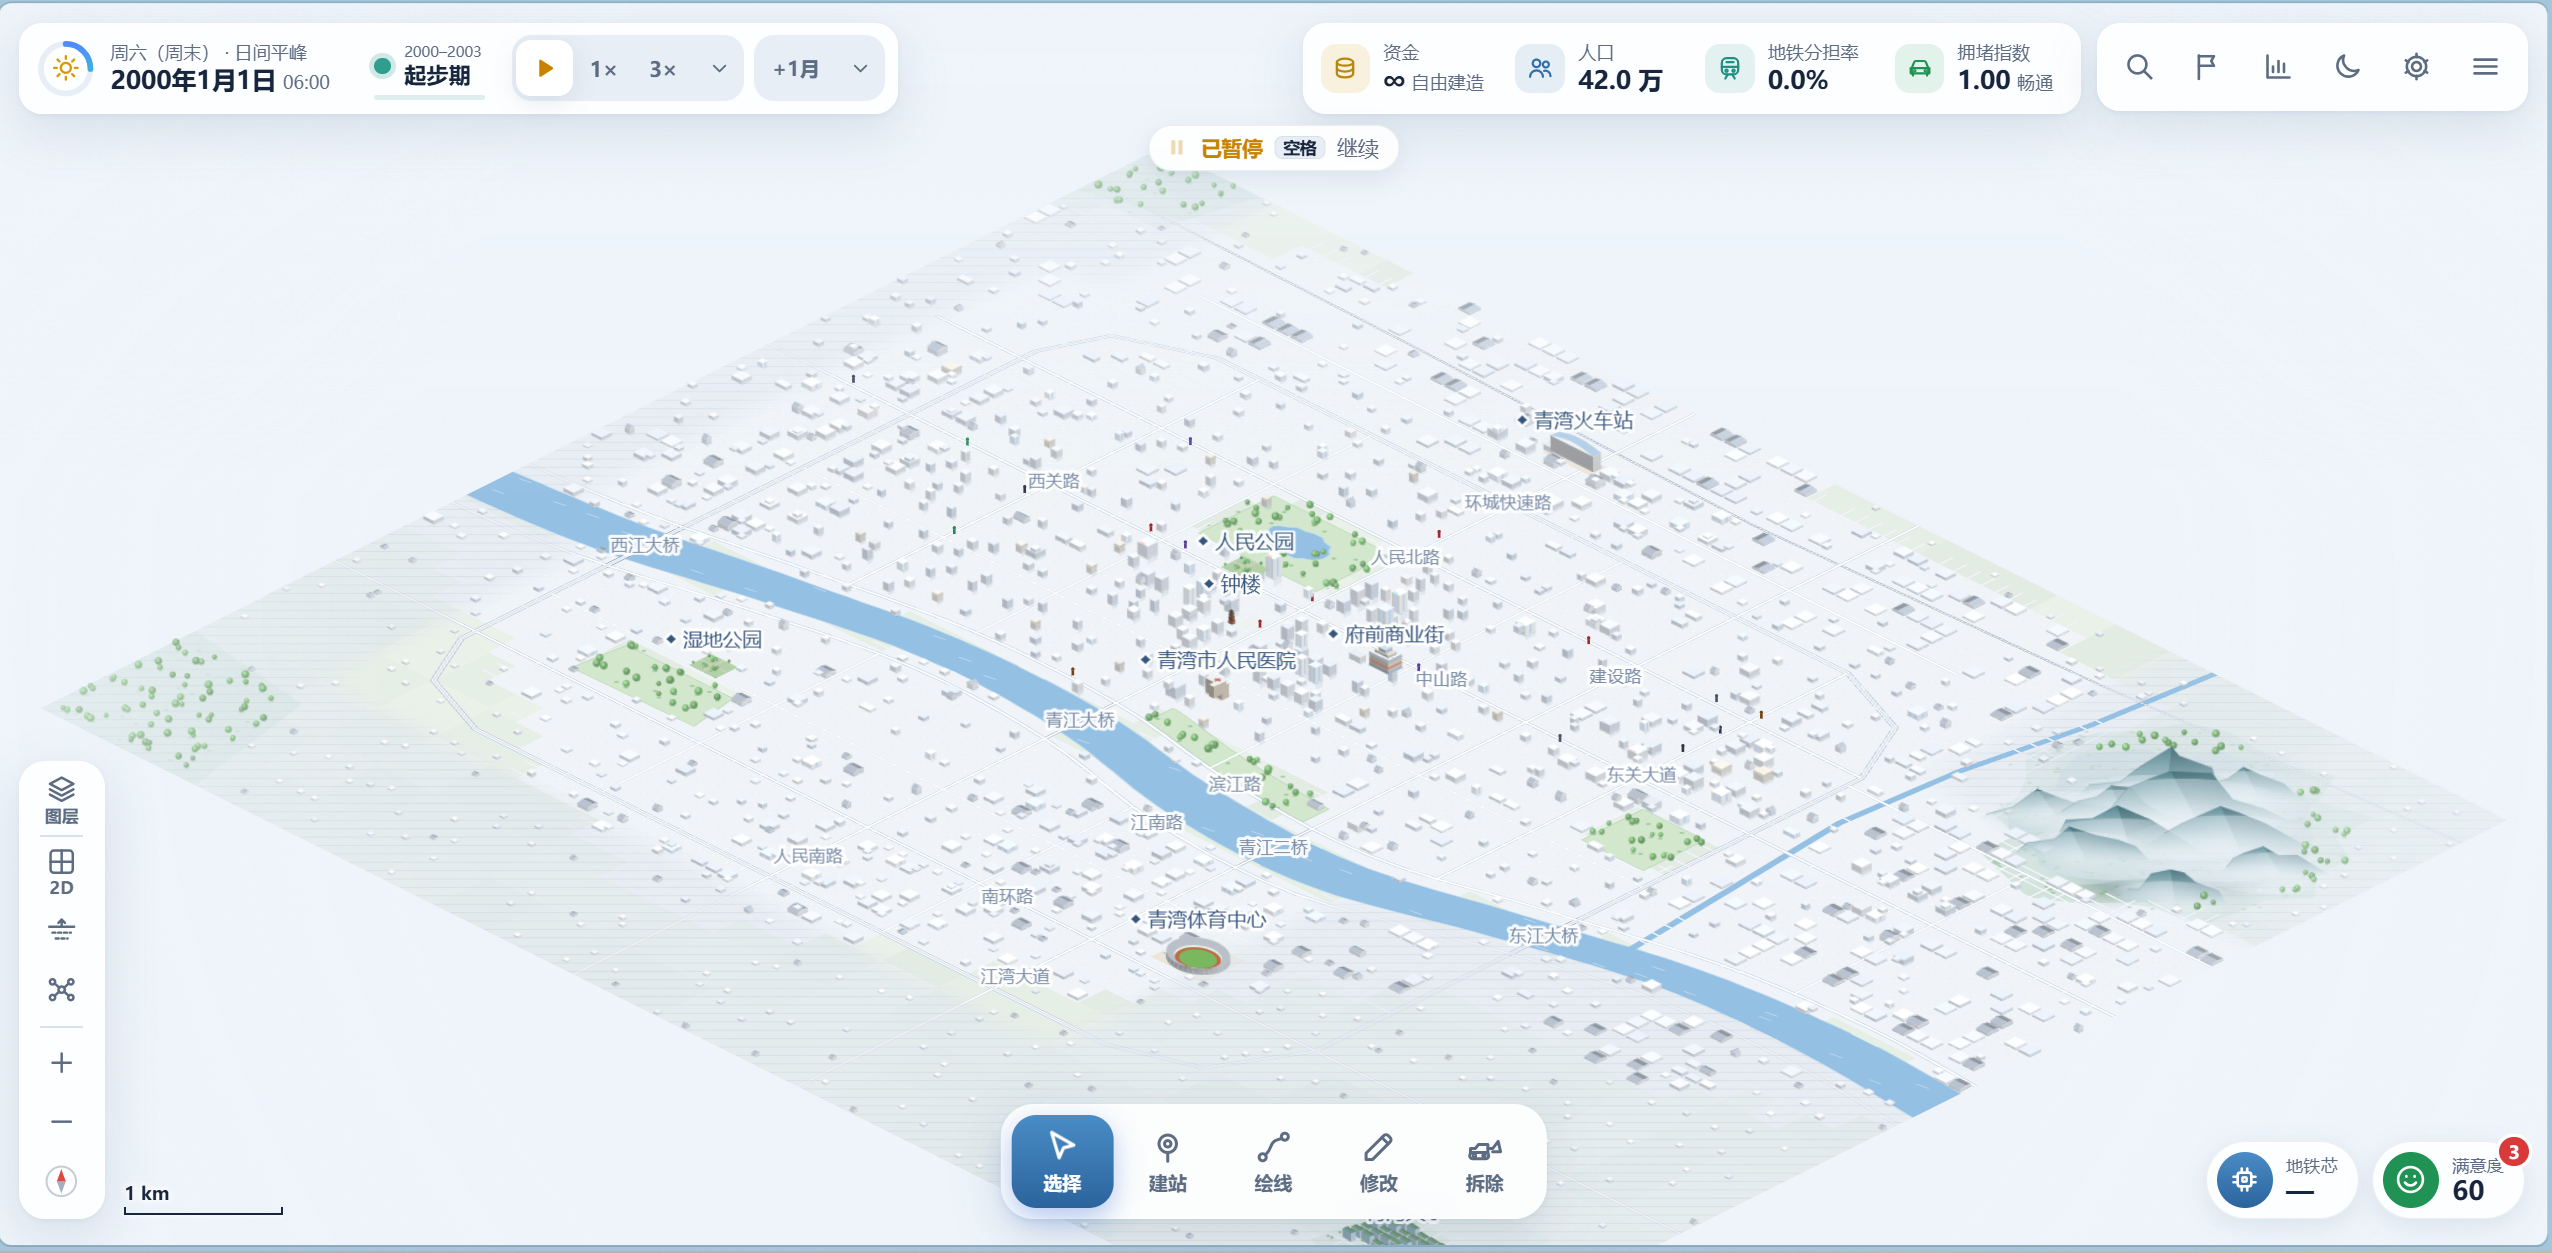 周六（周末） · 日间平峰
2000年1月1日 06:00
2000–2003
起步期
1×
3×
+1月
资金
∞ 自由建造
人口
42.0 万
地铁分担率
0.0%
拥堵指数
1.00 畅通
已暂停 空格 继续
青湾火车站
西关路
环城快速路
西江大桥
人民公园
人民北路
钟楼
湿地公园
府前商业街
青湾市人民医院
中山路
建设路
青江大桥
东关大道
滨江路
江南路
青江二桥
人民南路
南环路
青湾体育中心
东江大桥
江湾大道
图层
2D
1 km
选择
建站
绘线
修改
拆除
地铁芯
—
满意度
60
3